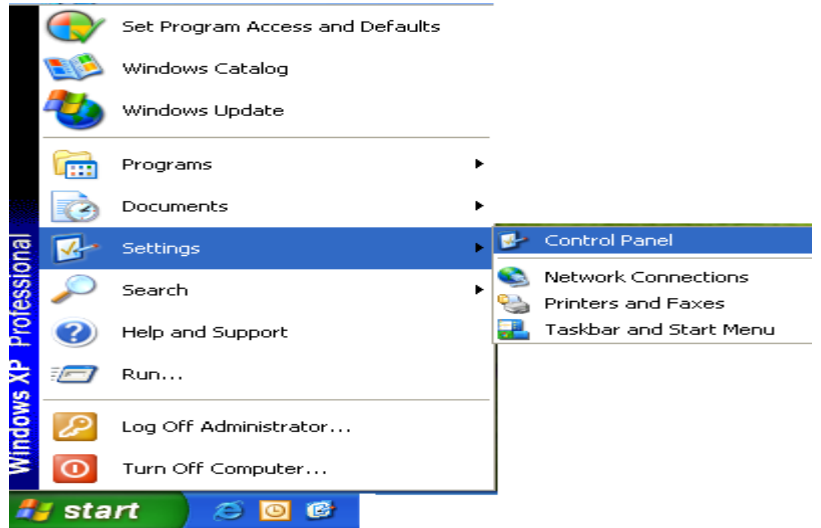 Set Program Access and Defaults
Windows Catalog
Windows Update
Programs
Documents
Settings
Search
Help and Support
Run...
Log Off Administrator...
Turn Off Computer...
Control Panel
Network Connections
Printers and Faxes
Taskbar and Start Menu
Windows XP Professional
start